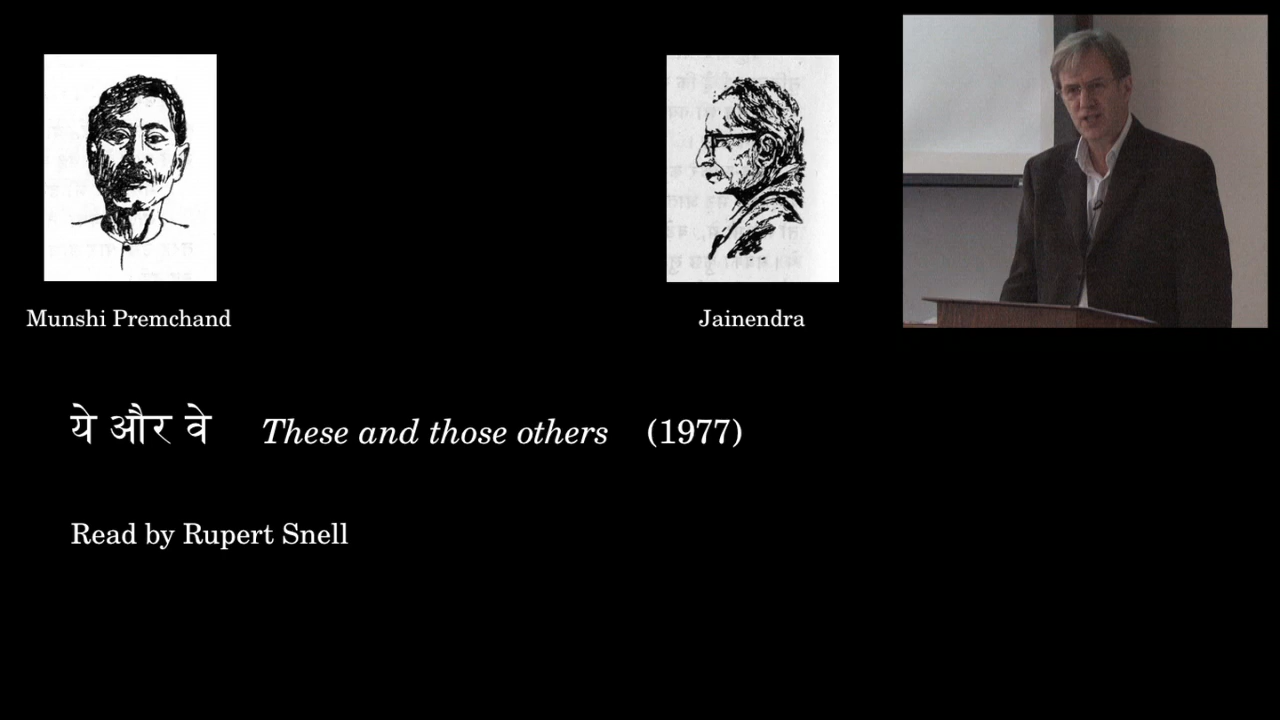 Munshi Premchand
Jainendra
ये और वे These and those others (1977)
Read by Rupert Snell